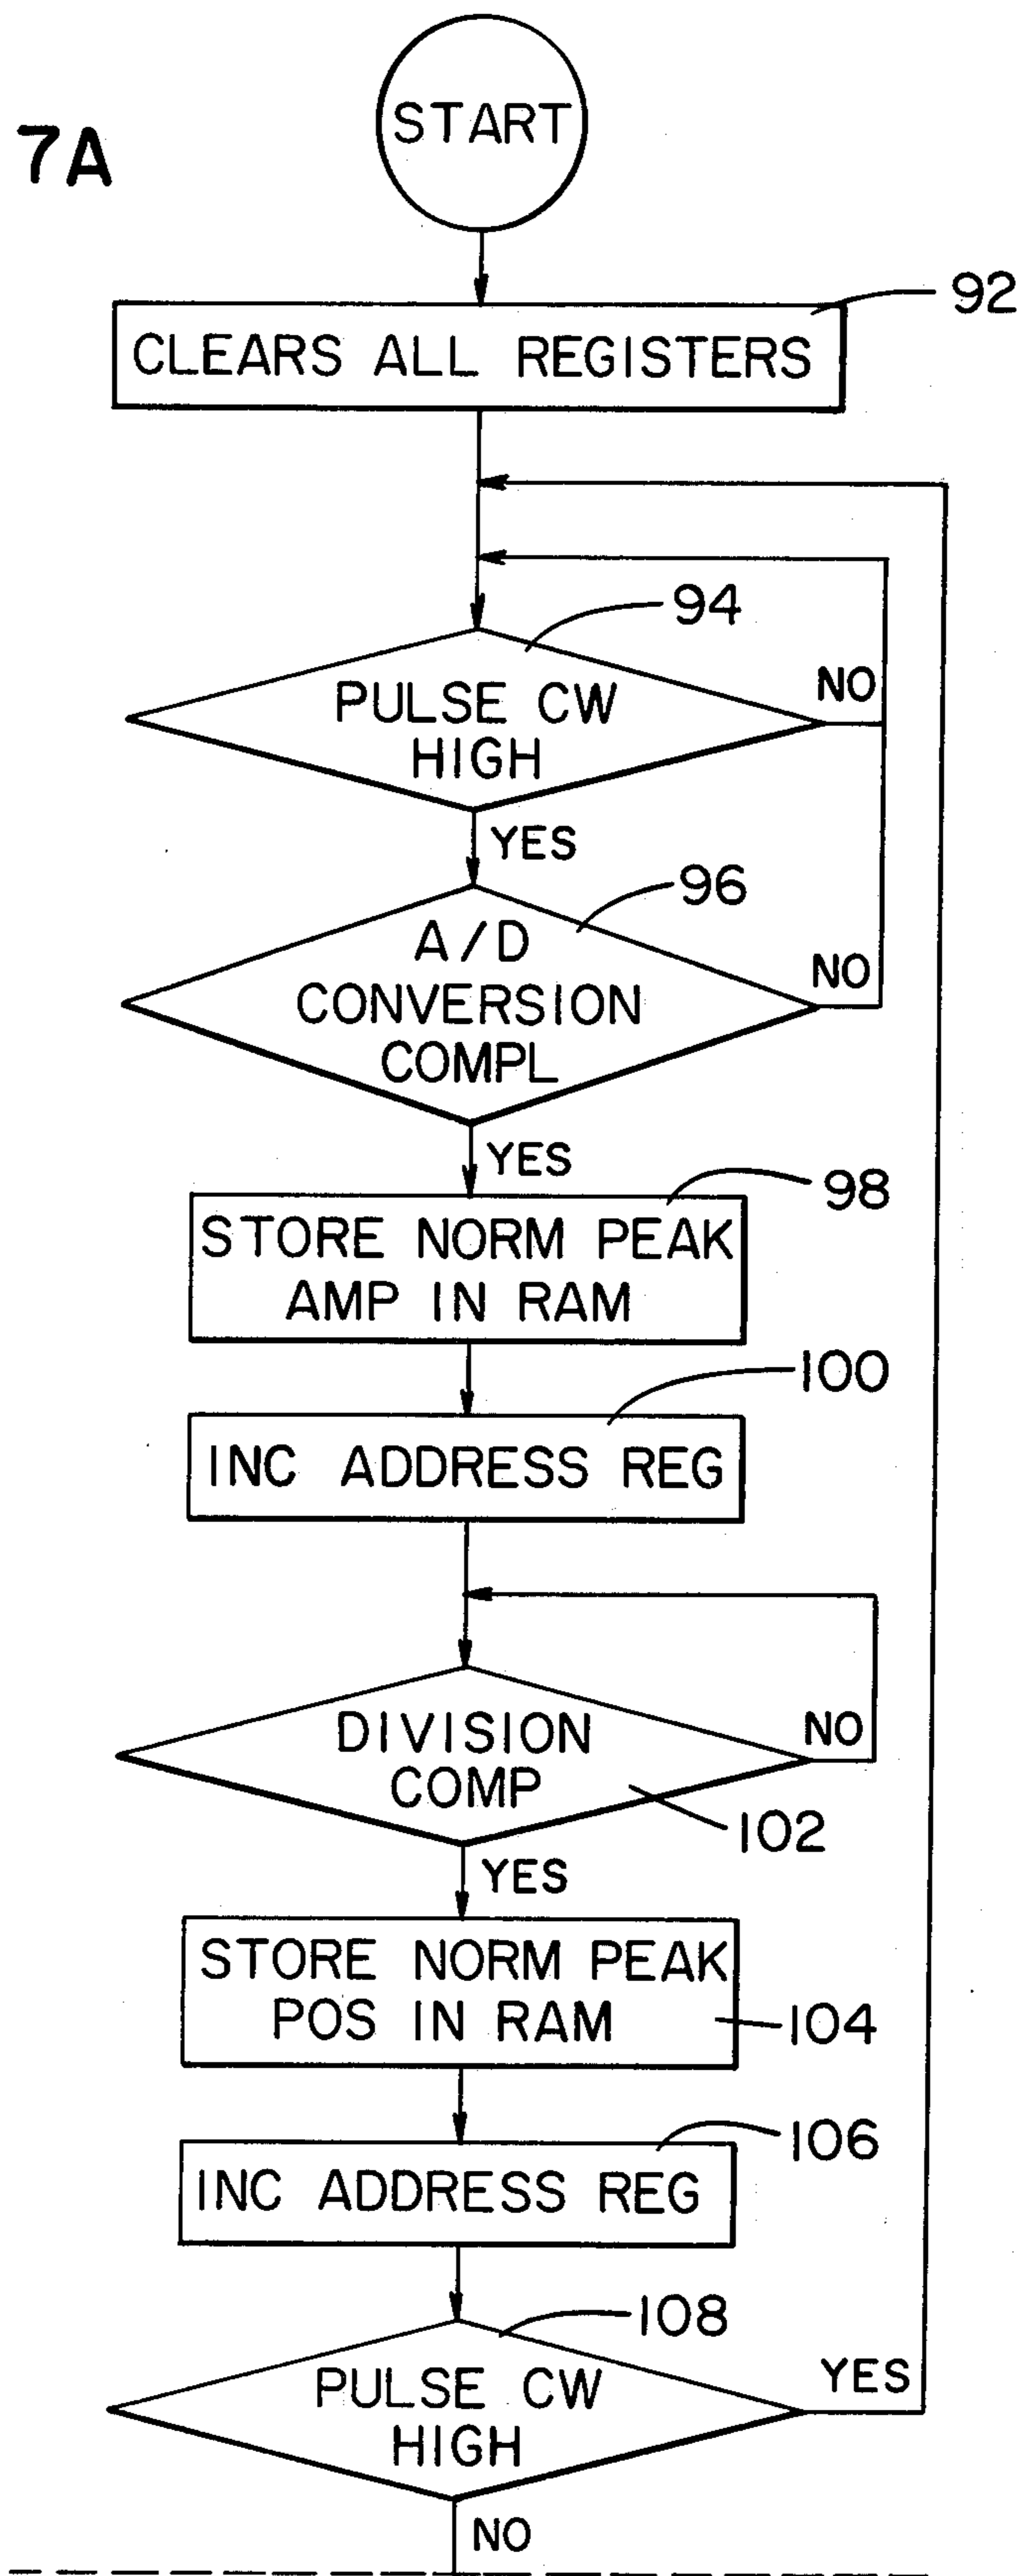 7A
START
92
CLEARS ALL REGISTERS
94
PULSE CW
HIGH
NO
YES
96
A/D
CONVERSION
COMPL
NO
YES
98
STORE NORM PEAK
AMP IN RAM
100
INC ADDRESS REG
DIVISION
COMP
NO
102
YES
STORE NORM PEAK
POS IN RAM
104
106
INC ADDRESS REG
108
PULSE CW
HIGH
YES
NO